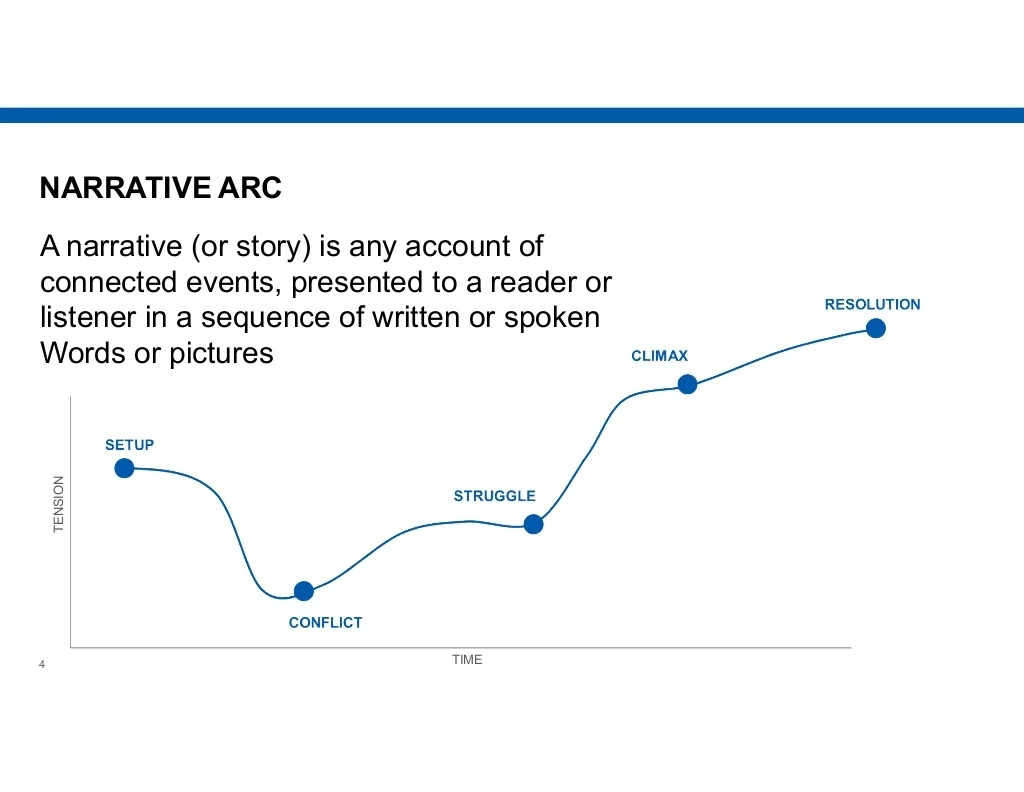 NARRATIVE ARC
A narrative (or story) is any account of
connected events, presented to a reader or
listener in a sequence of written or spoken
Words or pictures
RESOLUTION
CLIMAX
SETUP
STRUGGLE
TENSION
CONFLICT
TIME
4